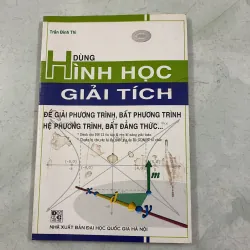 Trần Đình Thì
DÙNG
HÌNH HỌC
GIẢI TÍCH
ĐỂ GIẢI PHƯƠNG TRÌNH, BẤT PHƯƠNG TRÌNH
HỆ PHƯƠNG TRÌNH, BẤT ĐẲNG THỨC...
m
NHÀ XUẤT BẢN ĐẠI HỌC QUỐC GIA HÀ NỘI